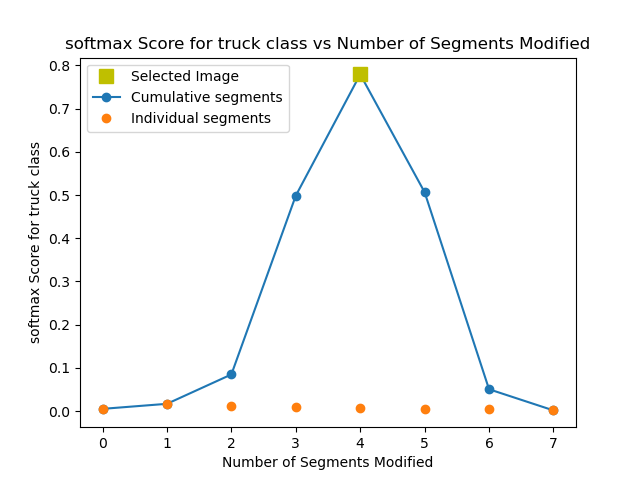 softmax Score for truck class vs Number of Segments Modified
Selected Image
Cumulative segments
Individual segments
softmax Score for truck class
0.8
0.7
0.6
0.5
0.4
0.3
0.2
0.1
0.0
0 1 2 3 4 5 6 7
Number of Segments Modified